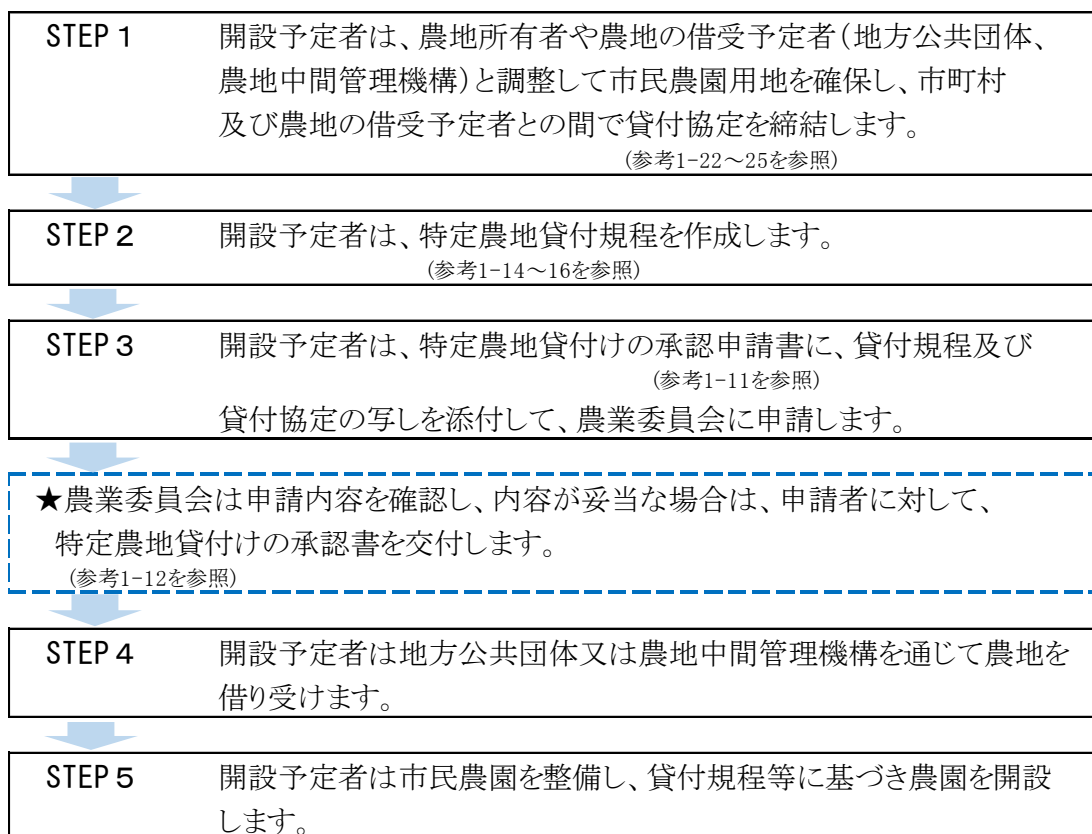 STEP 1 開設予定者は、農地所有者や農地の借受予定者（地方公共団体、
農地中間管理機構）と調整して市民農園用地を確保し、市町村
及び農地の借受予定者との間で貸付協定を締結します。
(参考1-22～25を参照)
STEP 2 開設予定者は、特定農地貸付規程を作成します。
(参考1-14～16を参照)
STEP 3 開設予定者は、特定農地貸付けの承認申請書に、貸付規程及び
(参考1-11を参照)
貸付協定の写しを添付して、農業委員会に申請します。
★農業委員会は申請内容を確認し、内容が妥当な場合は、申請者に対して、
特定農地貸付けの承認書を交付します。
(参考1-12を参照)
STEP 4 開設予定者は地方公共団体又は農地中間管理機構を通じて農地を
借り受けます。
STEP 5 開設予定者は市民農園を整備し、貸付規程等に基づき農園を開設
します。